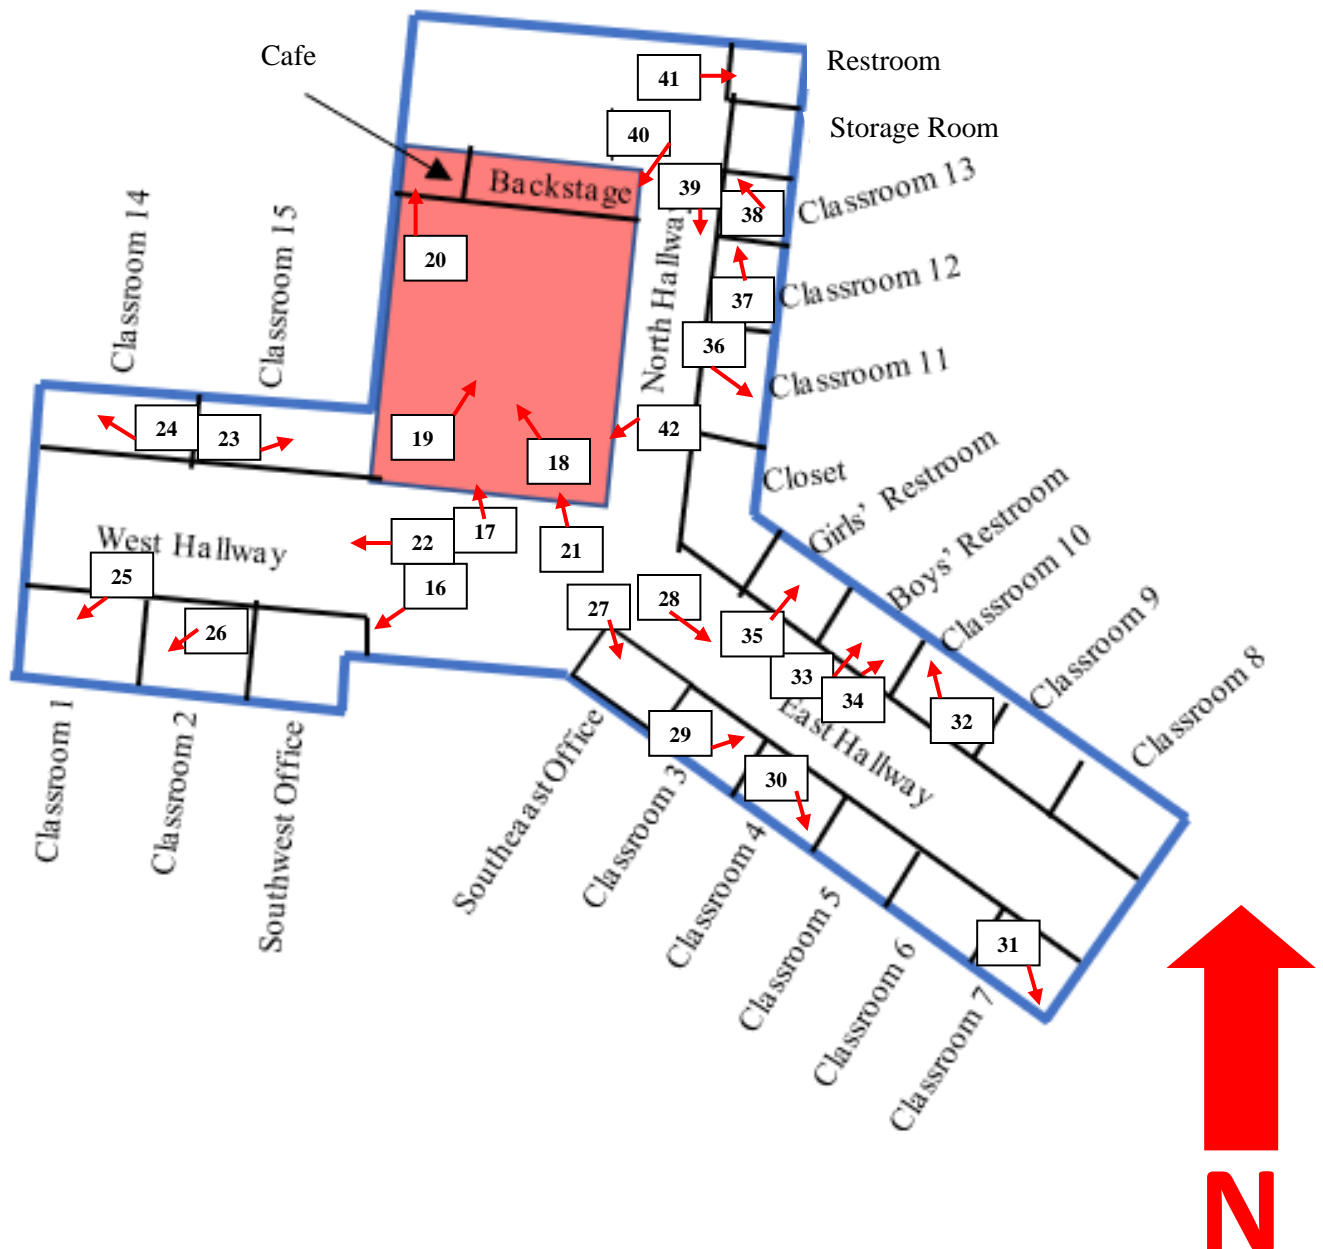 Cafe
41
Restroom
40
Storage Room
39
Backstage
38
Classroom 13
Classroom 14
Classroom 15
20
North Hallway
37
Classroom 12
36
Classroom 11
24
23
19
42
18
Closet
Girls' Restroom
West Hallway
22
17
21
Boys' Restroom
25
16
27
28
Classroom 10
26
35
33
34
Classroom 9
32
Classroom 8
29
East Hallway
30
Classroom 1
Classroom 2
Southwest Office
Southeast Office
Classroom 3
Classroom 4
Classroom 5
31
Classroom 6
Classroom 7
N